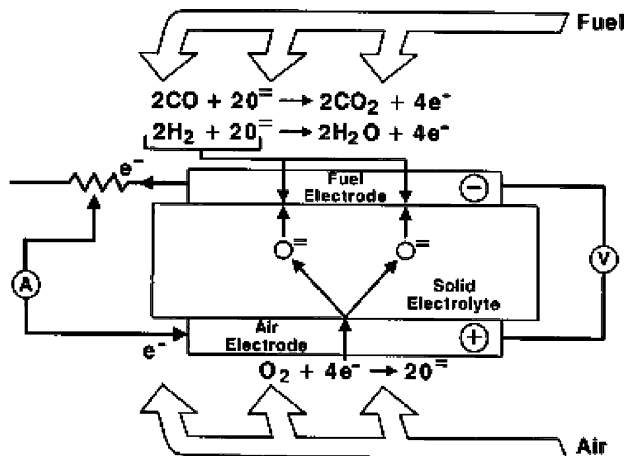 Fuel
2CO + 2O⁼ → 2CO₂ + 4e⁻
2H₂ + 2O⁼ → 2H₂O + 4e⁻
e⁻
Fuel
Electrode
−
O⁼ O⁼
A
V
Solid
Electrolyte
Air
Electrode
+
e⁻
O₂ + 4e⁻ → 2O⁼
Air